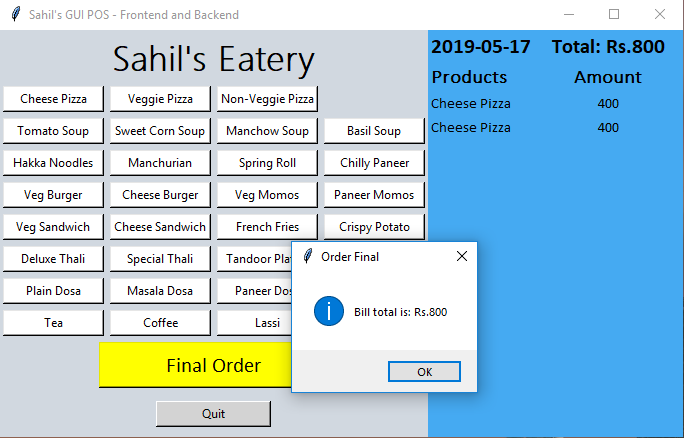 Sahil's GUI POS - Frontend and Backend
Sahil's Eatery
Cheese Pizza Veggie Pizza Non-Veggie Pizza
Tomato Soup Sweet Corn Soup Manchow Soup Basil Soup
Hakka Noodles Manchurian Spring Roll Chilly Paneer
Veg Burger Cheese Burger Veg Momos Paneer Momos
Veg Sandwich Cheese Sandwich French Fries Crispy Potato
Deluxe Thali Special Thali Tandoor
Plain Dosa Masala Dosa Paneer
Tea Coffee Lassi
Final Order
Quit
2019-05-17 Total: Rs.800
Products Amount
Cheese Pizza 400
Cheese Pizza 400
Order Final
Bill total is: Rs.800
OK